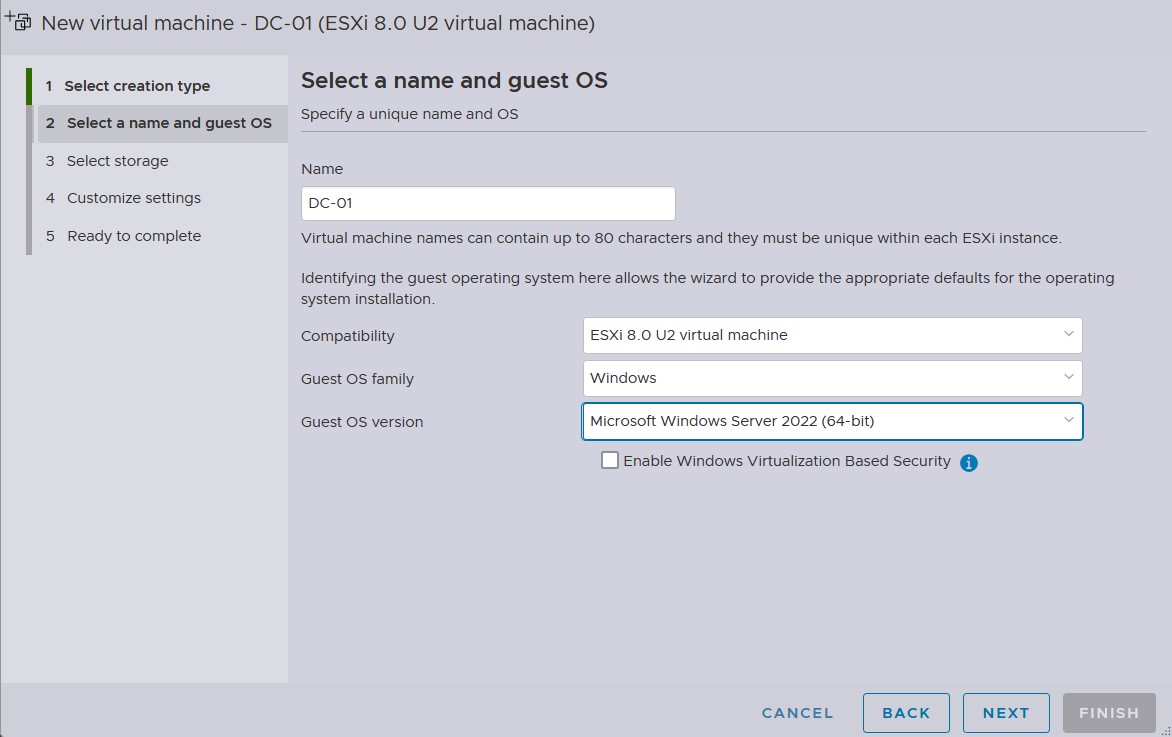 New virtual machine - DC-01 (ESXi 8.0 U2 virtual machine)
1 Select creation type
2 Select a name and guest OS
3 Select storage
4 Customize settings
5 Ready to complete
Select a name and guest OS
Specify a unique name and OS
Name
DC-01
Virtual machine names can contain up to 80 characters and they must be unique within each ESXi instance.
Identifying the guest operating system here allows the wizard to provide the appropriate defaults for the operating
system installation.
Compatibility
ESXi 8.0 U2 virtual machine
Guest OS family
Windows
Guest OS version
Microsoft Windows Server 2022 (64-bit)
Enable Windows Virtualization Based Security
CANCEL
BACK
NEXT
FINISH